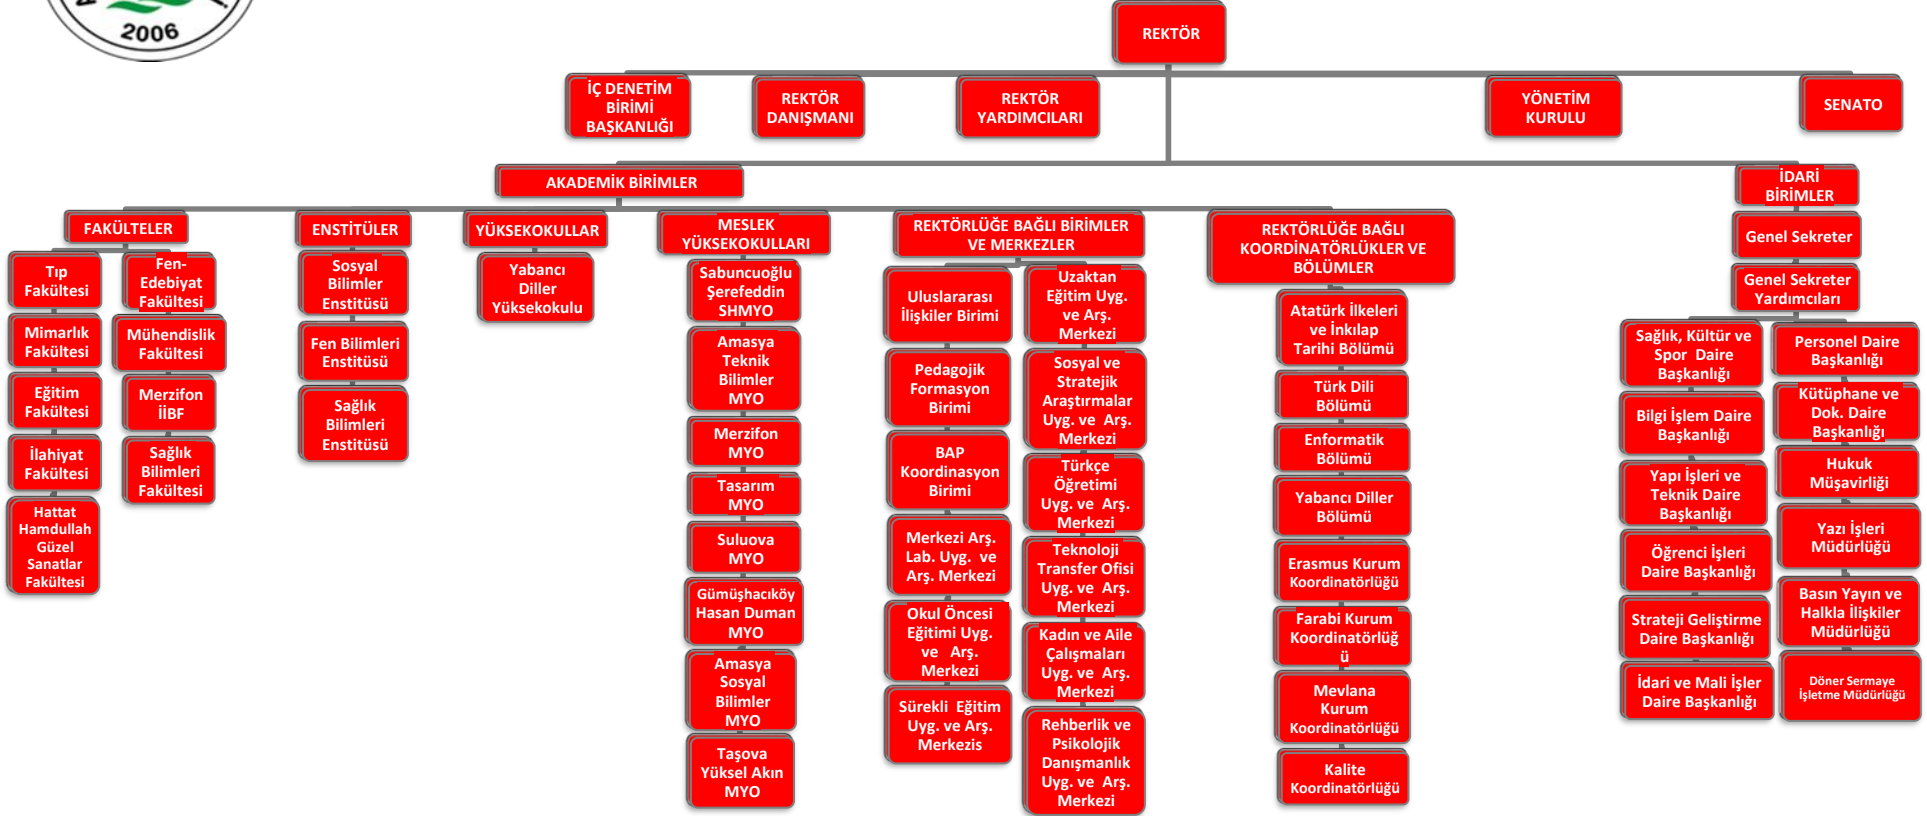 2006
REKTÖR
İÇ DENETİM
BİRİMİ
BAŞKANLIĞI
REKTÖR
DANIŞMANI
REKTÖR
YARDIMCILARI
YÖNETİM
KURULU
SENATO
AKADEMİK BİRİMLER
İDARİ
BİRİMLER
FAKÜLTELER
Tıp
Fakültesi
Mimarlık
Fakültesi
Eğitim
Fakültesi
İlahiyat
Fakültesi
Hattat
Hamdullah
Güzel
Sanatlar
Fakültesi
Fen-
Edebiyat
Fakültesi
Mühendislik
Fakültesi
Merzifon
İİBF
Sağlık
Bilimleri
Fakültesi
ENSTİTÜLER
Sosyal
Bilimler
Enstitüsü
Fen Bilimleri
Enstitüsü
Sağlık
Bilimleri
Enstitüsü
YÜKSEKOKULLAR
Yabancı
Diller
Yüksekokulu
MESLEK
YÜKSEKOKULLARI
Sabuncuoğlu
Şerefeddin
SHMYO
Amasya
Teknik
Bilimler
MYO
Merzifon
MYO
Tasarım
MYO
Suluova
MYO
Gümüşhacıköy
Hasan Duman
MYO
Amasya
Sosyal
Bilimler
MYO
Taşova
Yüksel Akın
MYO
REKTÖRLÜĞE BAĞLI BİRİMLER
VE MERKEZLER
Uluslararası
İlişkiler Birimi
Pedagojik
Formasyon
Birimi
BAP
Koordinasyon
Birimi
Merkezi Arş.
Lab. Uyg. ve
Arş. Merkezi
Okul Öncesi
Eğitimi Uyg.
ve Arş.
Merkezi
Sürekli Eğitim
Uyg. ve Arş.
Merkezis
Uzaktan
Eğitim Uyg.
ve Arş.
Merkezi
Sosyal ve
Stratejik
Araştırmalar
Uyg. ve Arş.
Merkezi
Türkçe
Öğretimi
Uyg. ve Arş.
Merkezi
Teknoloji
Transfer Ofisi
Uyg. ve Arş.
Merkezi
Kadın ve Aile
Çalışmaları
Uyg. ve Arş.
Merkezi
Rehberlik ve
Psikolojik
Danışmanlık
Uyg. ve Arş.
Merkezi
REKTÖRLÜĞE BAĞLI
KOORDİNATÖRLÜKLER VE
BÖLÜMLER
Atatürk İlkeleri
ve İnkılap
Tarihi Bölümü
Türk Dili
Bölümü
Enformatik
Bölümü
Yabancı Diller
Bölümü
Erasmus Kurum
Koordinatörlüğü
Farabi Kurum
Koordinatörlüğ
ü
Mevlana
Kurum
Koordinatörlüğü
Kalite
Koordinatörlüğü
Genel Sekreter
Genel Sekreter
Yardımcıları
Sağlık, Kültür ve
Spor Daire
Başkanlığı
Bilgi İşlem Daire
Başkanlığı
Yapı İşleri ve
Teknik Daire
Başkanlığı
Öğrenci İşleri
Daire Başkanlığı
Strateji Geliştirme
Daire Başkanlığı
İdari ve Mali İşler
Daire Başkanlığı
Personel Daire
Başkanlığı
Kütüphane ve
Dok. Daire
Başkanlığı
Hukuk
Müşavirliği
Yazı İşleri
Müdürlüğü
Basın Yayın ve
Halkla İlişkiler
Müdürlüğü
Döner Sermaye
İşletme Müdürlüğü